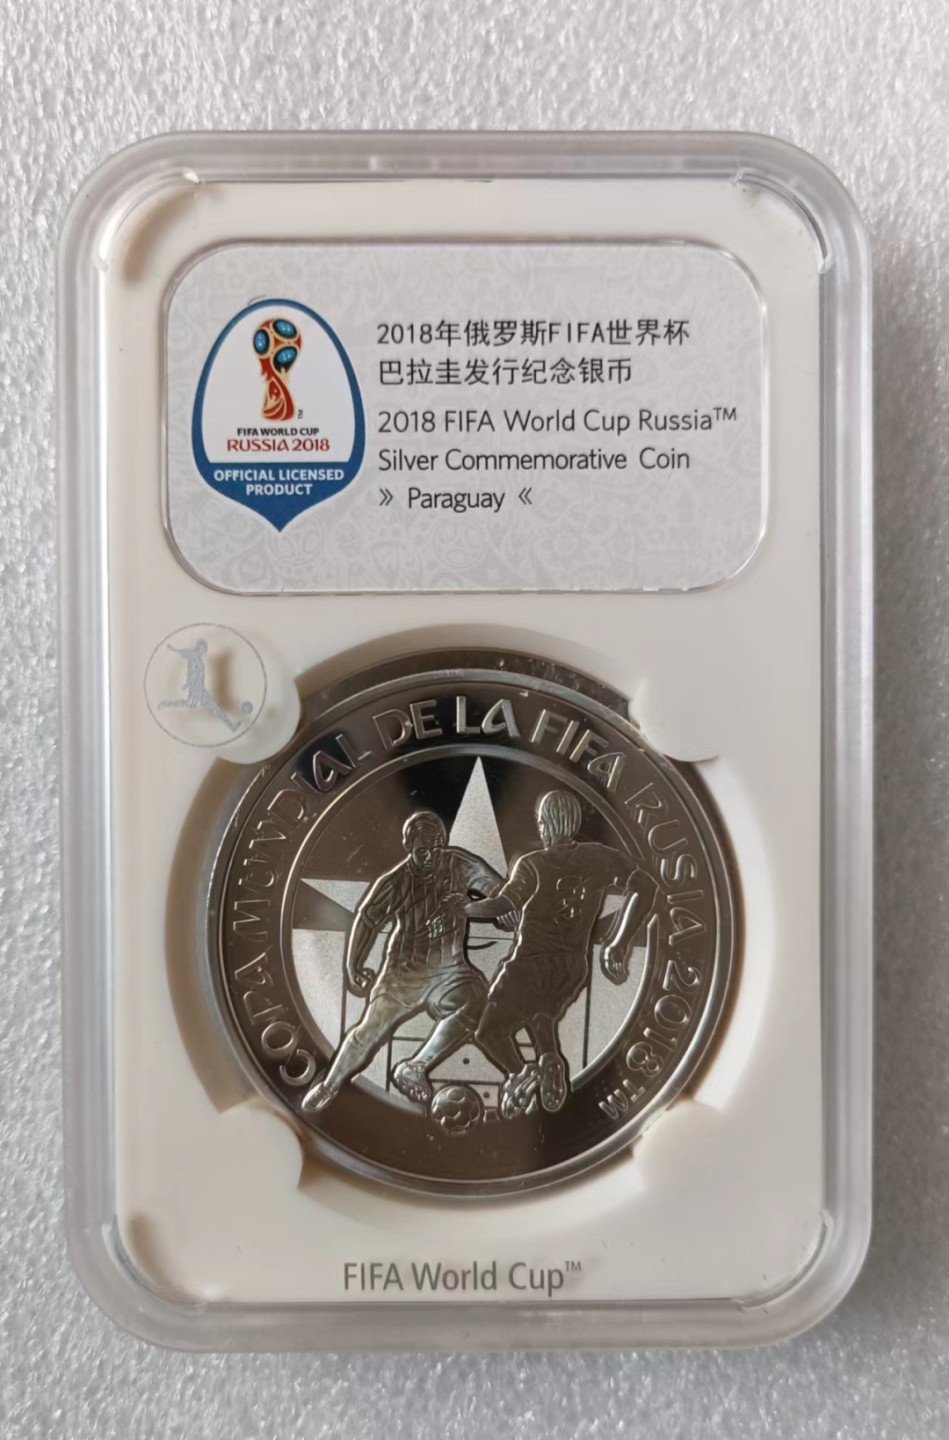 2018年俄罗斯FIFA世界杯
巴拉圭发行纪念银币
2018 FIFA World Cup Russia™
Silver Commemorative Coin
» Paraguay «
™
FIFA WORLD CUP
RUSSIA 2018
OFFICIAL LICENSED
PRODUCT
COPA MUNDIAL DE LA FIFA RUSIA 2018 TM
FIFA World Cup™